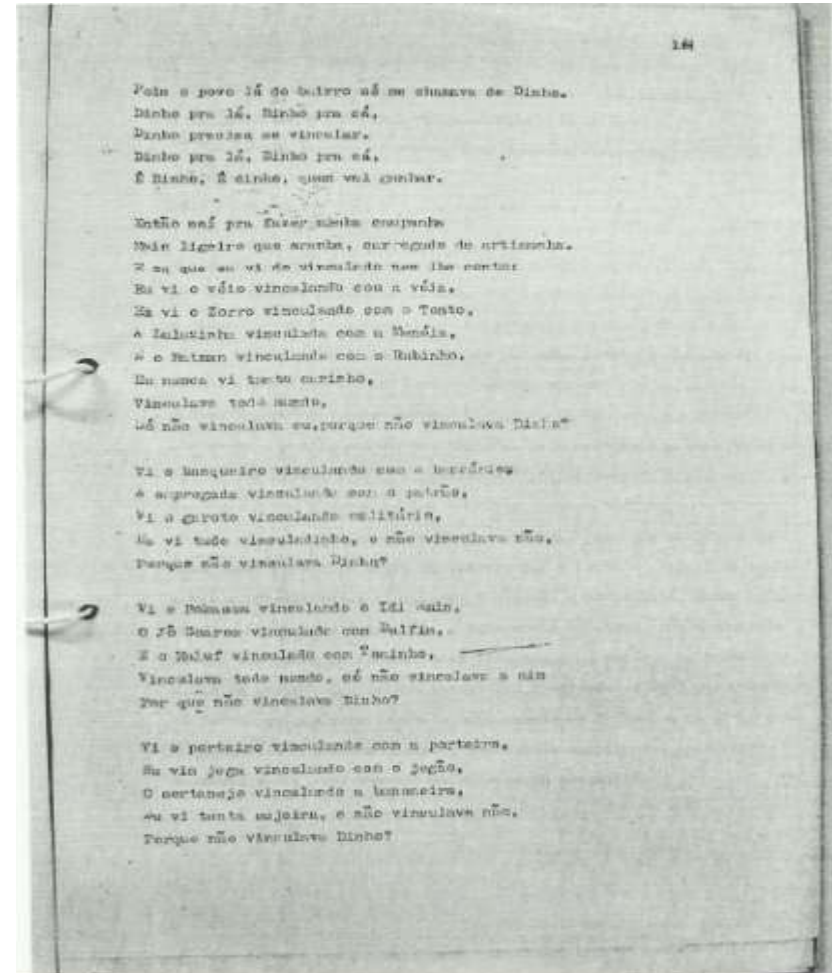 Pois o povo lá do bairro só me chamava de Dinho.
Dinho pra lá, Dinho pra cá,
Dinho precisa se vincular.
Dinho pra lá, Dinho pra cá,
É Dinho, É dinho, quem vai ganhar.
Então saí pra fazer minha campanha
Mais ligeiro que aranha, carregado de artimanha.
E que eu vi de vinculado nem lhe conto:
Eu vi o véio vinculando com a véia,
Eu vi o Zorro vinculando com o Tonto,
A Luluzinha vinculada com a
E o Batman vinculando com o Robinho,
Eu nunca vi tanto carinho,
Vinculava todo mundo,
Só não vinculava eu,porque não vinculava Dinho?
Vi o banqueiro vinculando com o bancário,
A empregada vinculando com o patrão,
Vi o garoto vinculando solitário,
Eu vi tudo vinculadinho, e não vinculava não,
Porque não vinculava Dinho?
Vi o vinculando o Idi Amin,
O Jô Soares vinculado com Delfim,
E o Maluf vinculado com
Vinculava todo mundo, só não vinculava a mim
Por que não vinculava Dinho?
Vi o porteiro vinculando com a porteira,
Eu via jega vinculando com o jegão,
O sertanejo vinculando a bananeira,
Eu vi tanta sujeira, e não vinculava não,
Porque não vinculava Dinho?